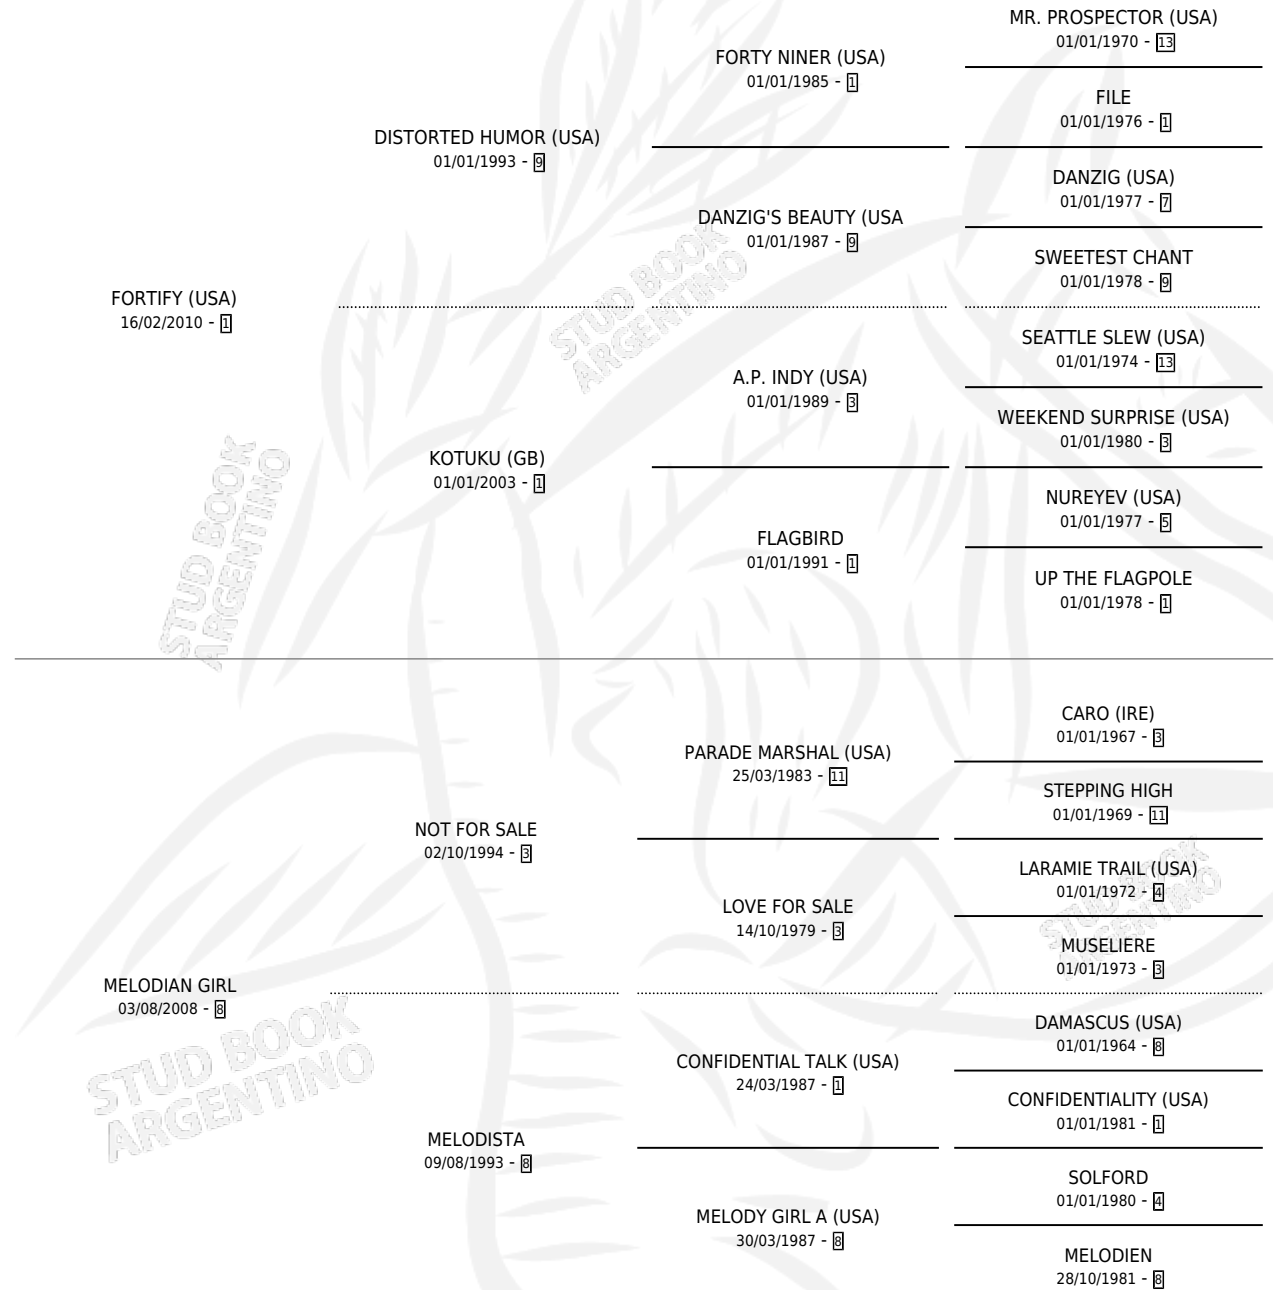 MR. PROSPECTOR (USA)
01/01/1970 - 13
FORTY NINER (USA)
01/01/1985 - 1
FILE
01/01/1976 - 1
DISTORTED HUMOR (USA)
01/01/1993 - 9
DANZIG (USA)
01/01/1977 - 7
DANZIG'S BEAUTY (USA
01/01/1987 - 9
SWEETEST CHANT
01/01/1978 - 9
FORTIFY (USA)
16/02/2010 - 1
STUD BOOK
ARGENTINO
SEATTLE SLEW (USA)
01/01/1974 - 13
A.P. INDY (USA)
01/01/1989 - 3
WEEKEND SURPRISE (USA)
01/01/1980 - 3
KOTUKU (GB)
01/01/2003 - 1
NUREYEV (USA)
01/01/1977 - 5
FLAGBIRD
01/01/1991 - 1
UP THE FLAGPOLE
01/01/1978 - 1
STUD BOOK
ARGENTINO
CARO (IRE)
01/01/1967 - 3
PARADE MARSHAL (USA)
25/03/1983 - 11
STEPPING HIGH
01/01/1969 - 11
NOT FOR SALE
02/10/1994 - 3
LARAMIE TRAIL (USA)
01/01/1972 - 4
LOVE FOR SALE
14/10/1979 - 3
STUD BOOK
ARGENTINO
MUSELIERE
01/01/1973 - 3
MELODIAN GIRL
03/08/2008 - 8
STUD BOOK
ARGENTINO
DAMASCUS (USA)
01/01/1964 - 8
CONFIDENTIAL TALK (USA)
24/03/1987 - 1
CONFIDENTIALITY (USA)
01/01/1981 - 1
MELODISTA
09/08/1993 - 8
SOLFORD
01/01/1980 - 4
MELODY GIRL A (USA)
30/03/1987 - 8
MELODIEN
28/10/1981 - 8